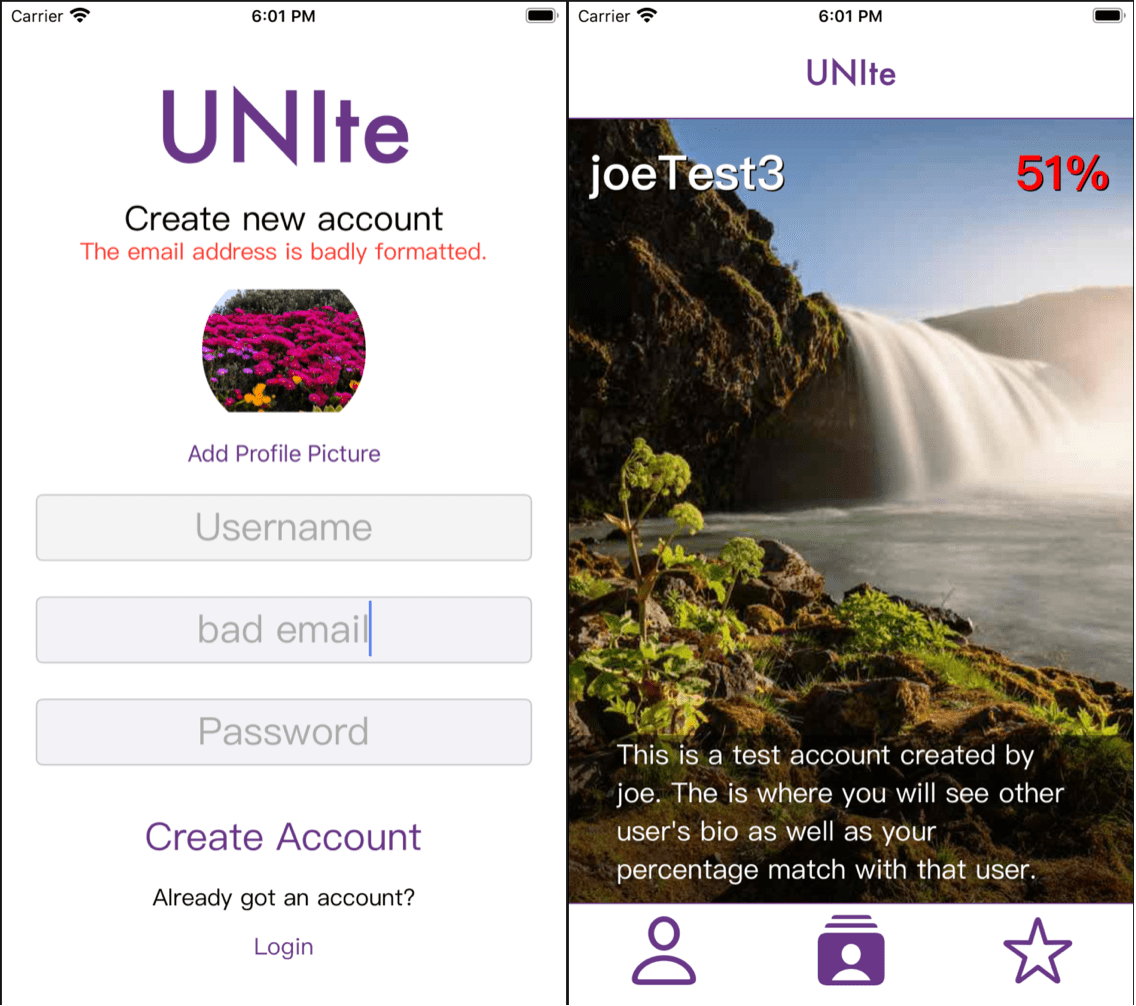 Carrier 6:01 PM
UNIte
Create new account
The email address is badly formatted.
Add Profile Picture
Username
bad email
Password
Create Account
Already got an account?
Login
Carrier 6:01 PM
UNIte
joeTest3 51%
This is a test account created by
joe. The is where you will see other
user's bio as well as your
percentage match with that user.